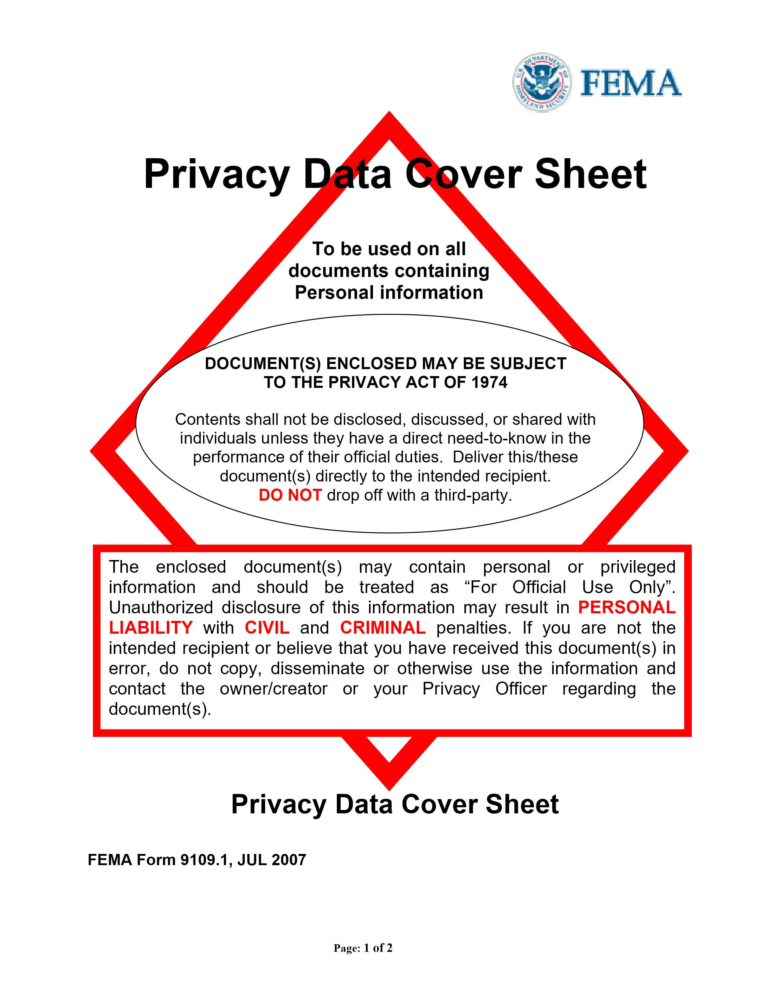 U.S. DEPARTMENT OF HOMELAND SECURITY
FEMA
Privacy Data Cover Sheet
To be used on all
documents containing
Personal information
DOCUMENT(S) ENCLOSED MAY BE SUBJECT
TO THE PRIVACY ACT OF 1974
Contents shall not be disclosed, discussed, or shared with
individuals unless they have a direct need-to-know in the
performance of their official duties.  Deliver this/these
document(s) directly to the intended recipient.
DO NOT drop off with a third-party.
The enclosed document(s) may contain personal or privileged
information and should be treated as “For Official Use Only”.
Unauthorized disclosure of this information may result in PERSONAL
LIABILITY with CIVIL and CRIMINAL penalties. If you are not the
intended recipient or believe that you have received this document(s) in
error, do not copy, disseminate or otherwise use the information and
contact the owner/creator or your Privacy Officer regarding the
document(s).
Privacy Data Cover Sheet
FEMA Form 9109.1, JUL 2007
Page: 1 of 2